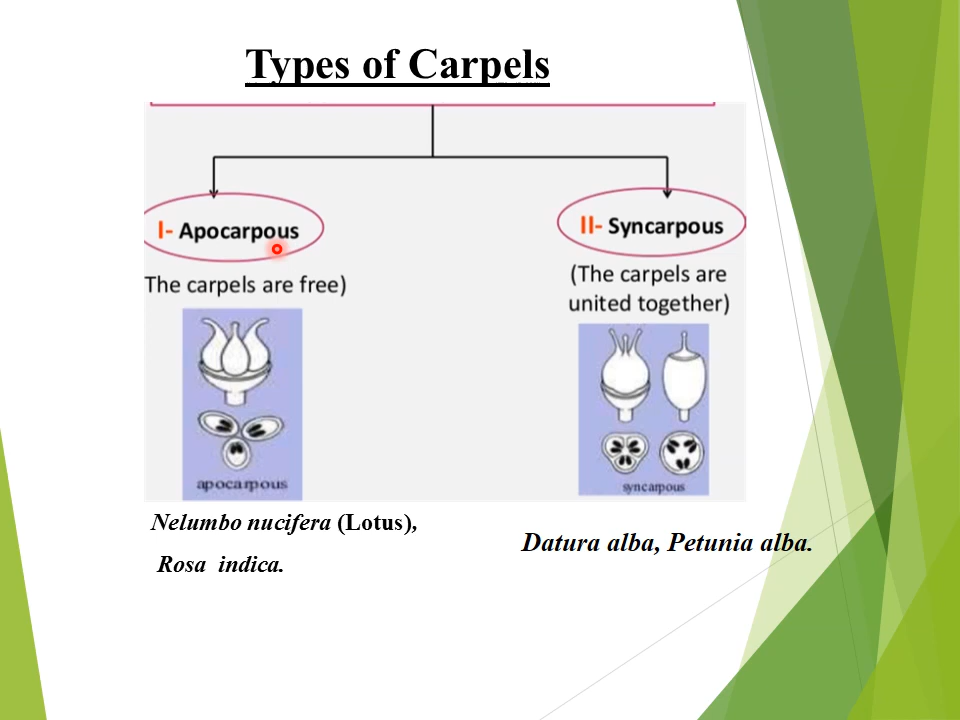 Types of Carpels
I- Apocarpous
The carpels are free)
apocarpous
Nelumbo nucifera (Lotus),
Rosa indica.
II- Syncarpous
(The carpels are
united together)
syncarpous
Datura alba, Petunia alba.